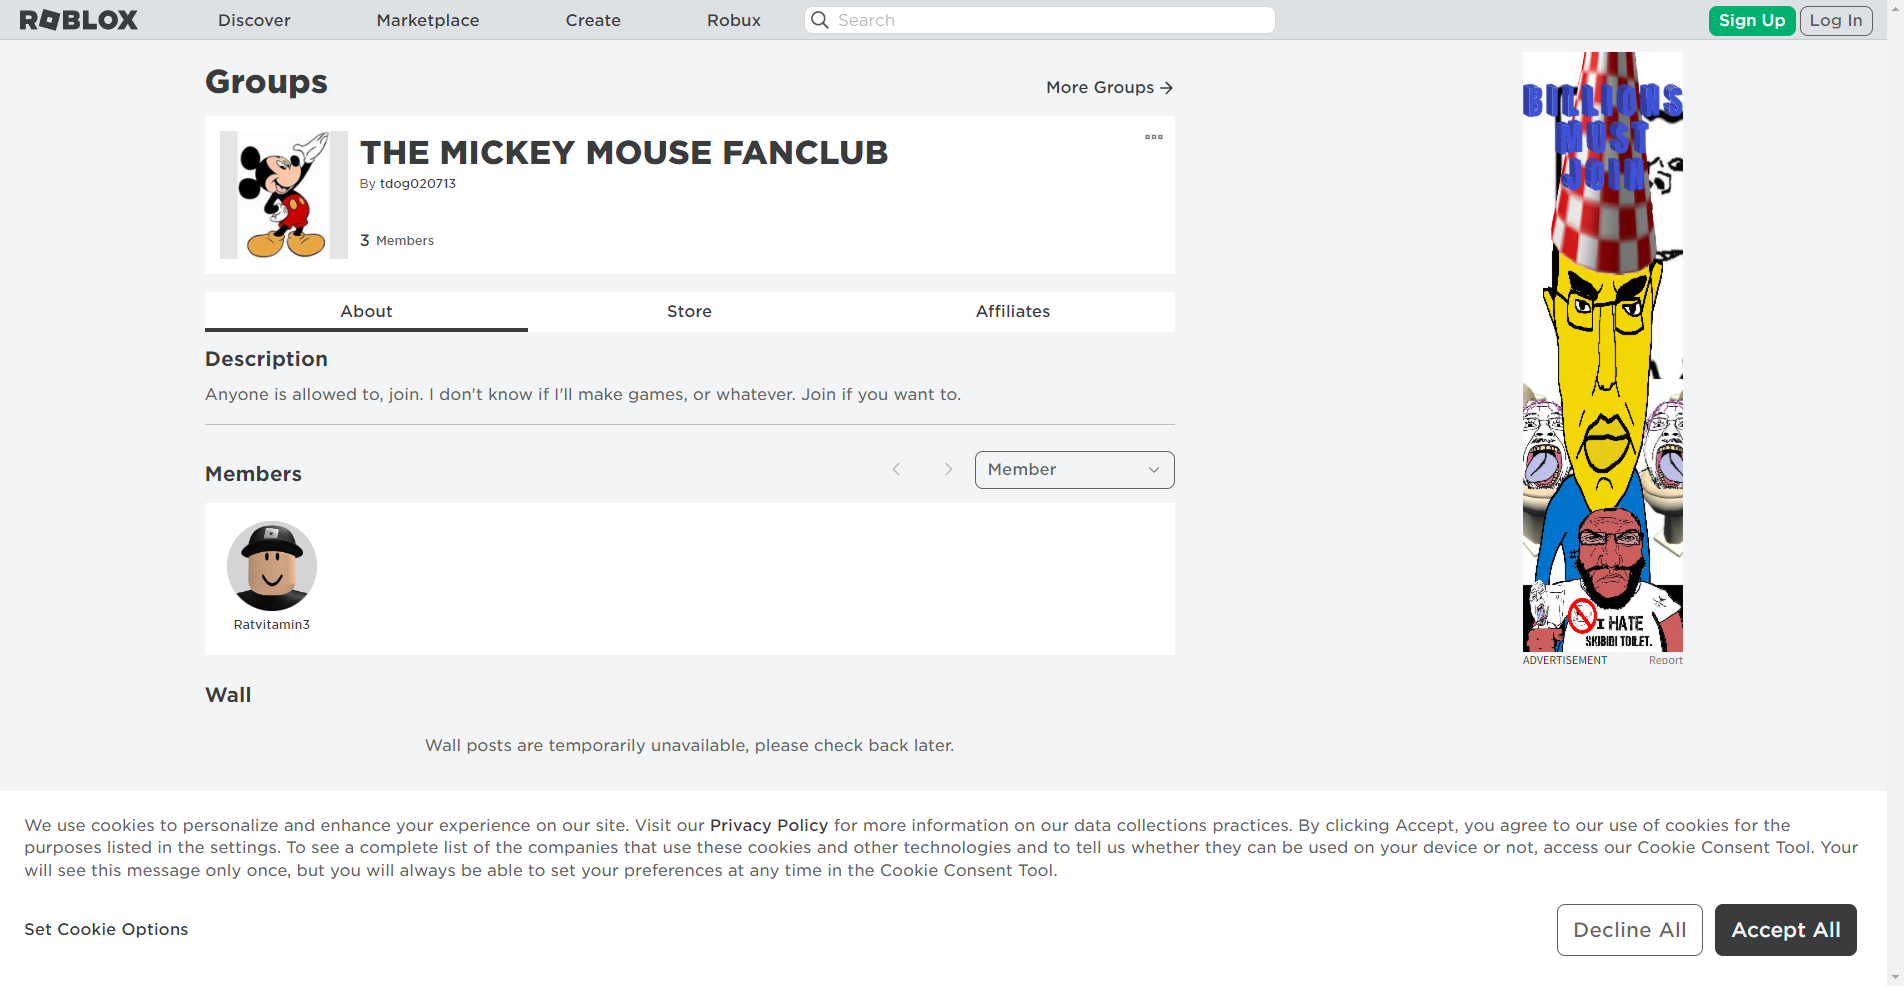 ROBLOX
Discover
Marketplace
Create
Robux
Search
Sign Up
Log In
Groups
More Groups →
THE MICKEY MOUSE FANCLUB
By tdog020713
3 Members
About
Store
Affiliates
Description
Anyone is allowed to, join. I don't know if I'll make games, or whatever. Join if you want to.
Members
Member
Ratvitamin3
Wall
Wall posts are temporarily unavailable, please check back later.
BILLIONS
MUST
JOIN
I HATE
SKIBIDI TOILET.
ADVERTISEMENT
Report
We use cookies to personalize and enhance your experience on our site. Visit our Privacy Policy for more information on our data collections practices. By clicking Accept, you agree to our use of cookies for the
purposes listed in the settings. To see a complete list of the companies that use these cookies and other technologies and to tell us whether they can be used on your device or not, access our Cookie Consent Tool. Your
will see this message only once, but you will always be able to set your preferences at any time in the Cookie Consent Tool.
Set Cookie Options
Decline All
Accept All